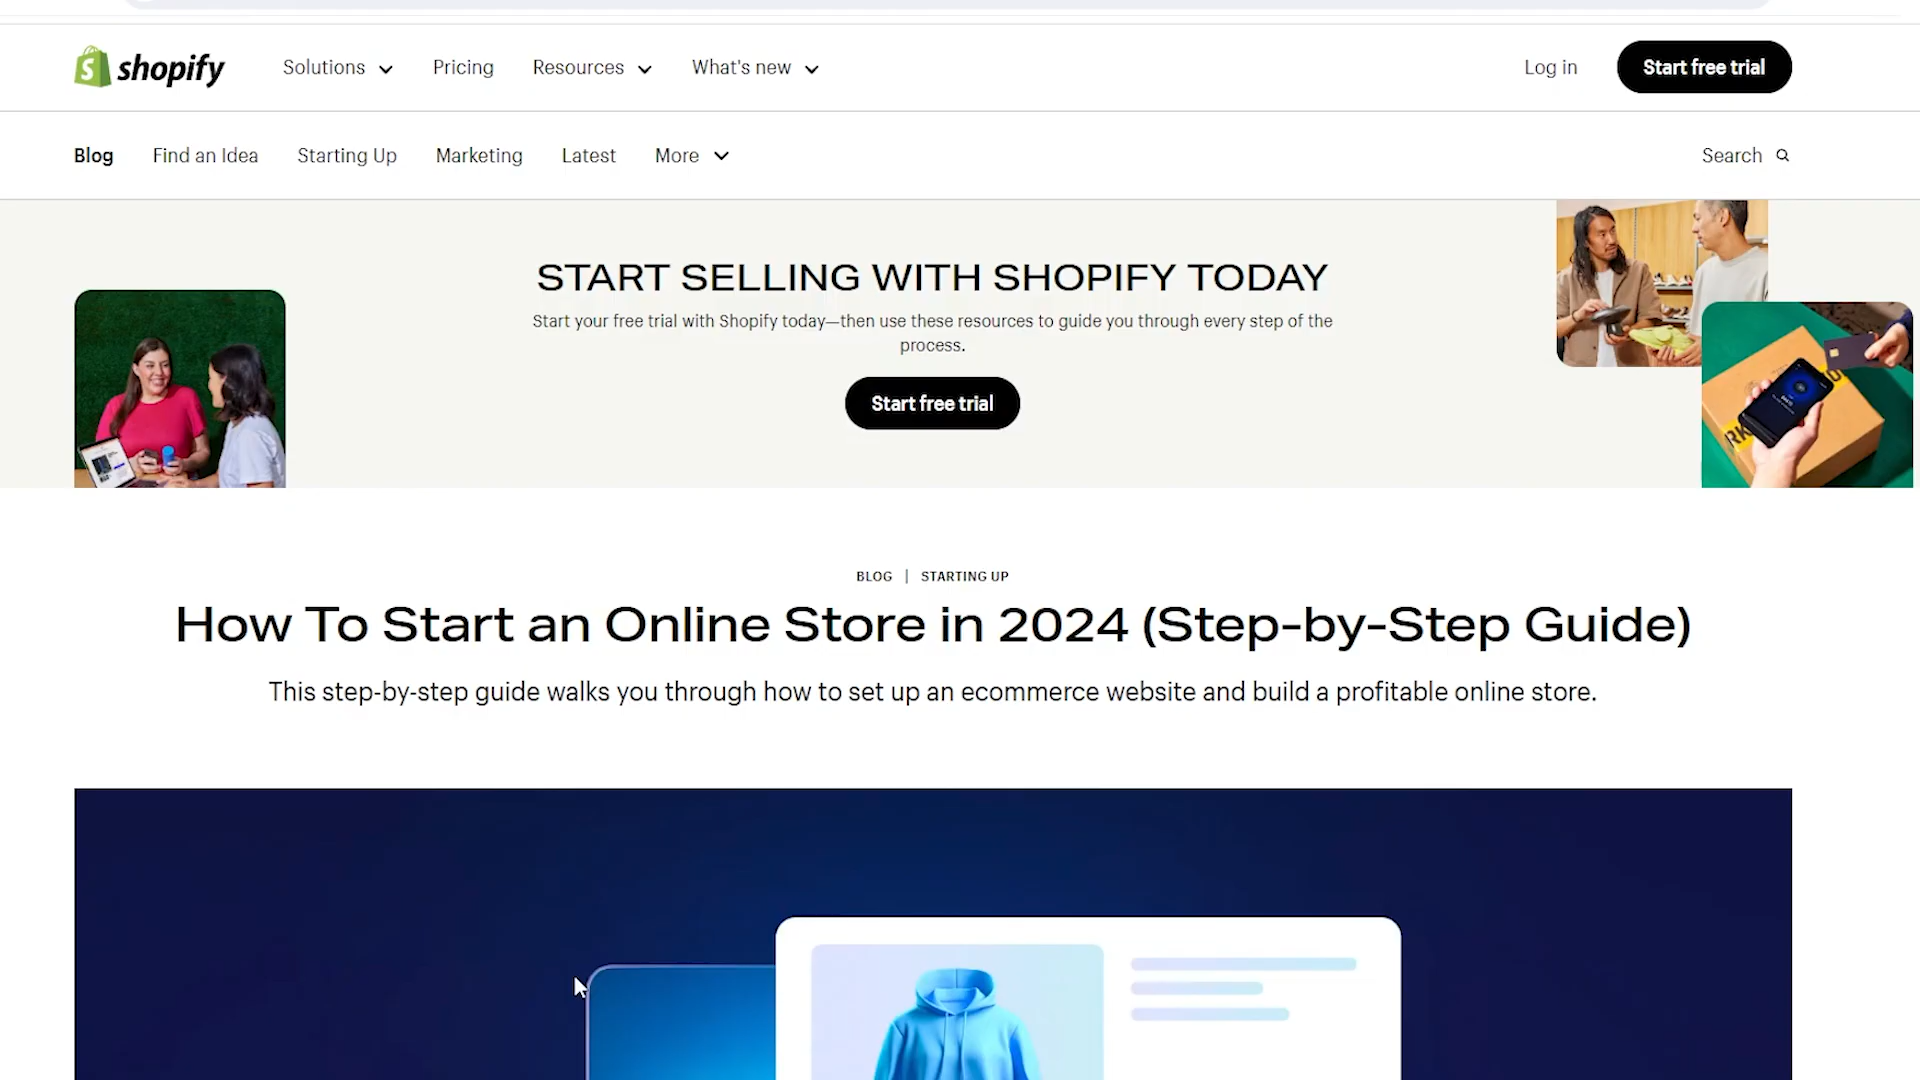 shopify
Solutions
Pricing
Resources
What's new
Log in
Start free trial
Blog
Find an Idea
Starting Up
Marketing
Latest
More
Search
START SELLING WITH SHOPIFY TODAY
Start your free trial with Shopify today—then use these resources to guide you through every step of the
process.
Start free trial
BLOG | STARTING UP
How To Start an Online Store in 2024 (Step-by-Step Guide)
This step-by-step guide walks you through how to set up an ecommerce website and build a profitable online store.